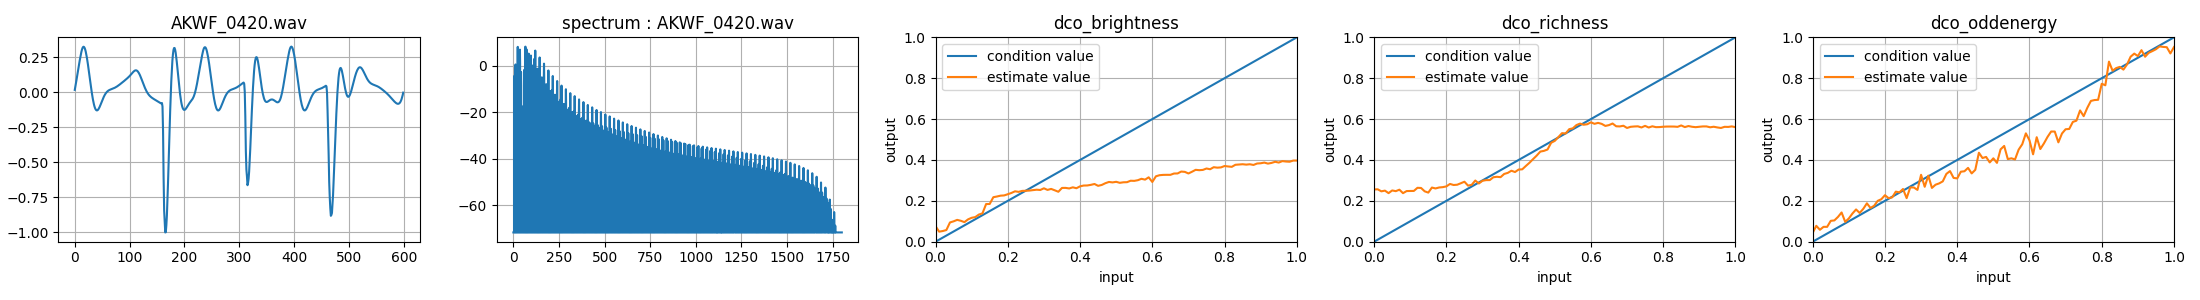 AKWF_0420.wav
0.25
0.00
−0.25
−0.50
−0.75
−1.00
0 100 200 300 400 500 600
spectrum : AKWF_0420.wav
0
−20
−40
−60
0 250 500 750 1000 1250 1500 1750
dco_brightness
condition value
estimate value
output
1.0
0.8
0.6
0.4
0.2
0.0
0.0 0.2 0.4 0.6 0.8 1.0
input
dco_richness
condition value
estimate value
output
1.0
0.8
0.6
0.4
0.2
0.0
0.0 0.2 0.4 0.6 0.8 1.0
input
dco_oddenergy
condition value
estimate value
output
1.0
0.8
0.6
0.4
0.2
0.0
0.0 0.2 0.4 0.6 0.8 1.0
input